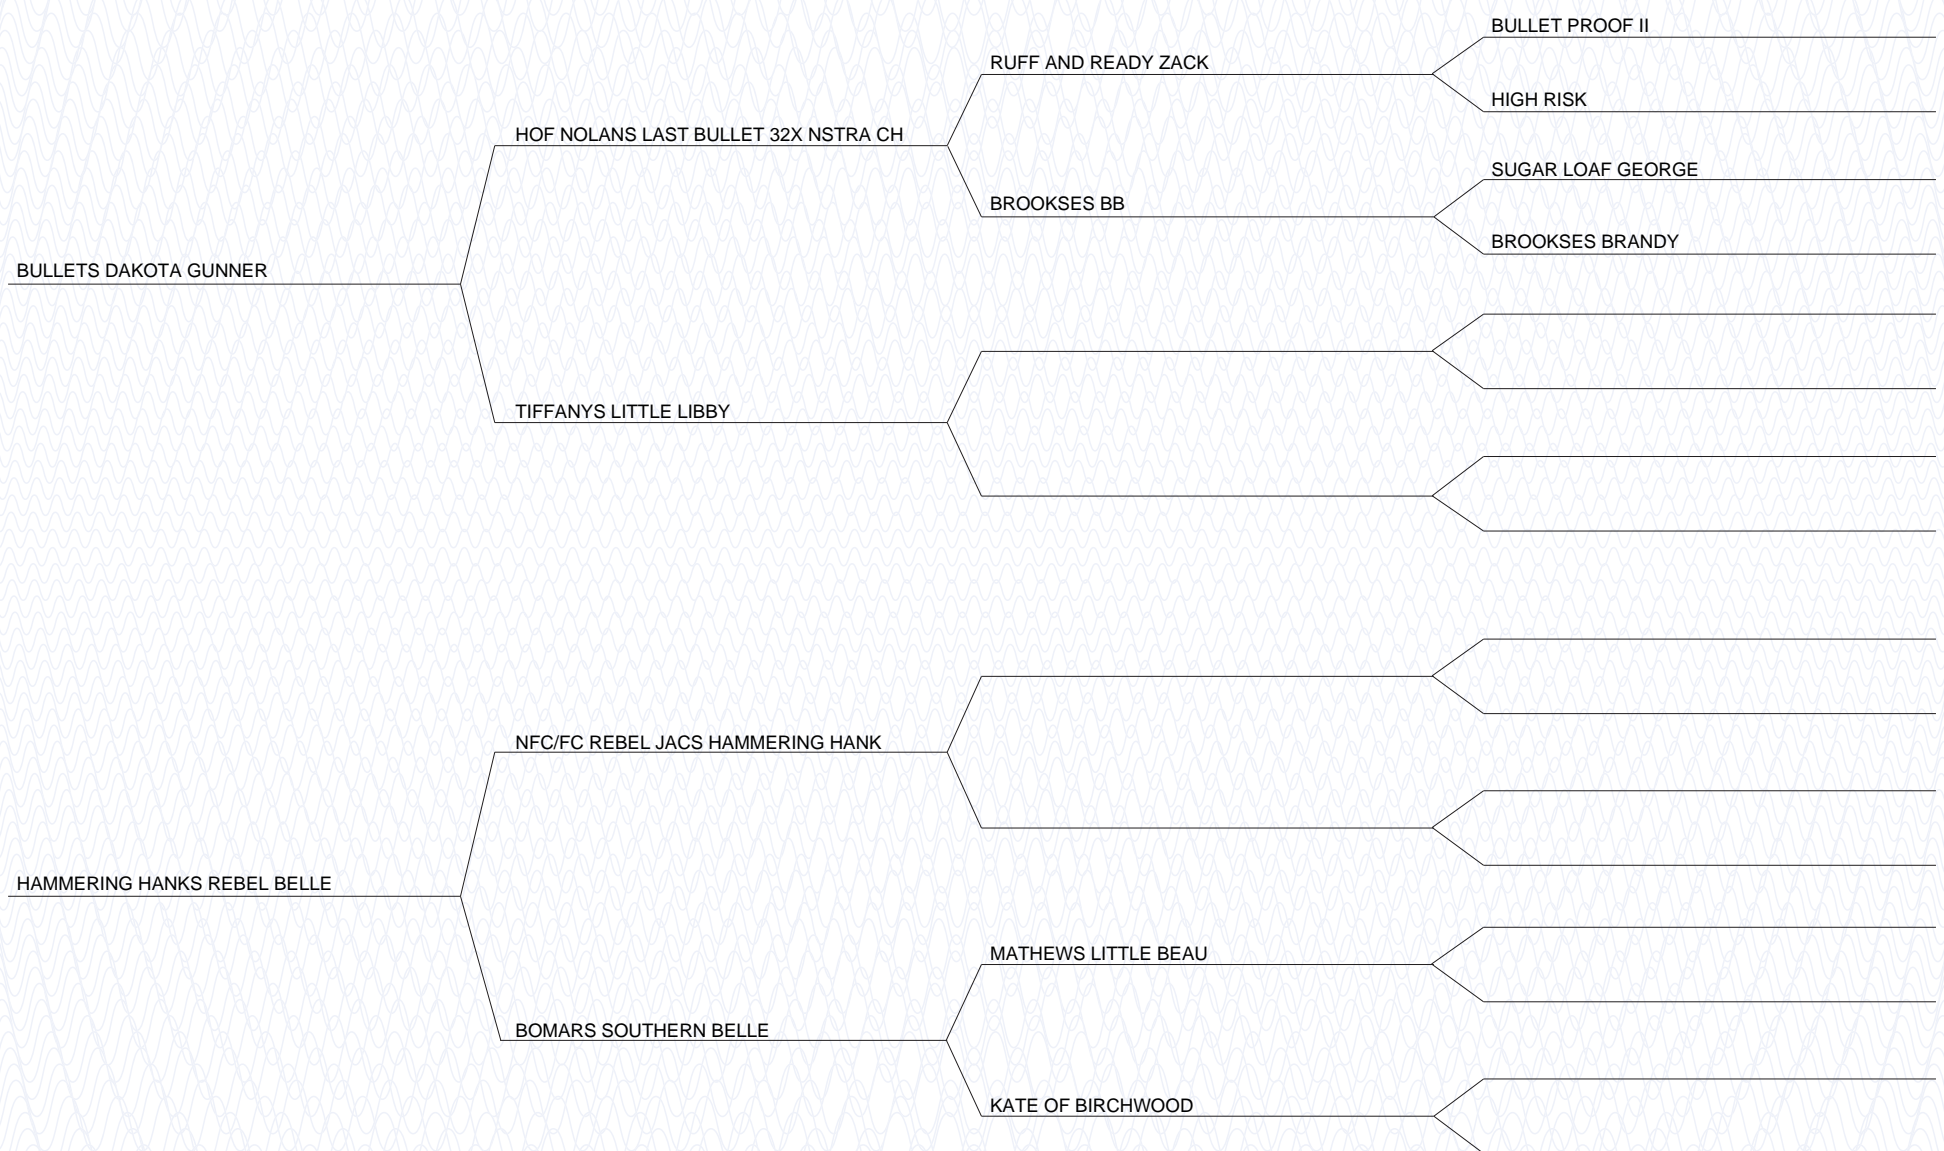 BULLET PROOF II
RUFF AND READY ZACK
HIGH RISK
HOF NOLANS LAST BULLET 32X NSTRA CH
SUGAR LOAF GEORGE
BROOKSES BB
BROOKSES BRANDY
BULLETS DAKOTA GUNNER
TIFFANYS LITTLE LIBBY
NFC/FC REBEL JACS HAMMERING HANK
HAMMERING HANKS REBEL BELLE
MATHEWS LITTLE BEAU
BOMARS SOUTHERN BELLE
KATE OF BIRCHWOOD